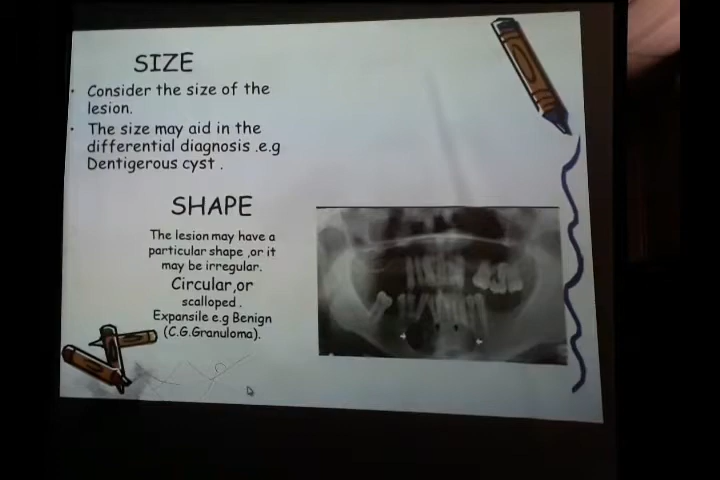 SIZE
• Consider the size of the
lesion.
• The size may aid in the
differential diagnosis .e.g
Dentigerous cyst .
SHAPE
The lesion may have a
particular shape ,or it
may be irregular.
Circular,or
scalloped .
Expansile e.g Benign
(C.G.Granuloma).